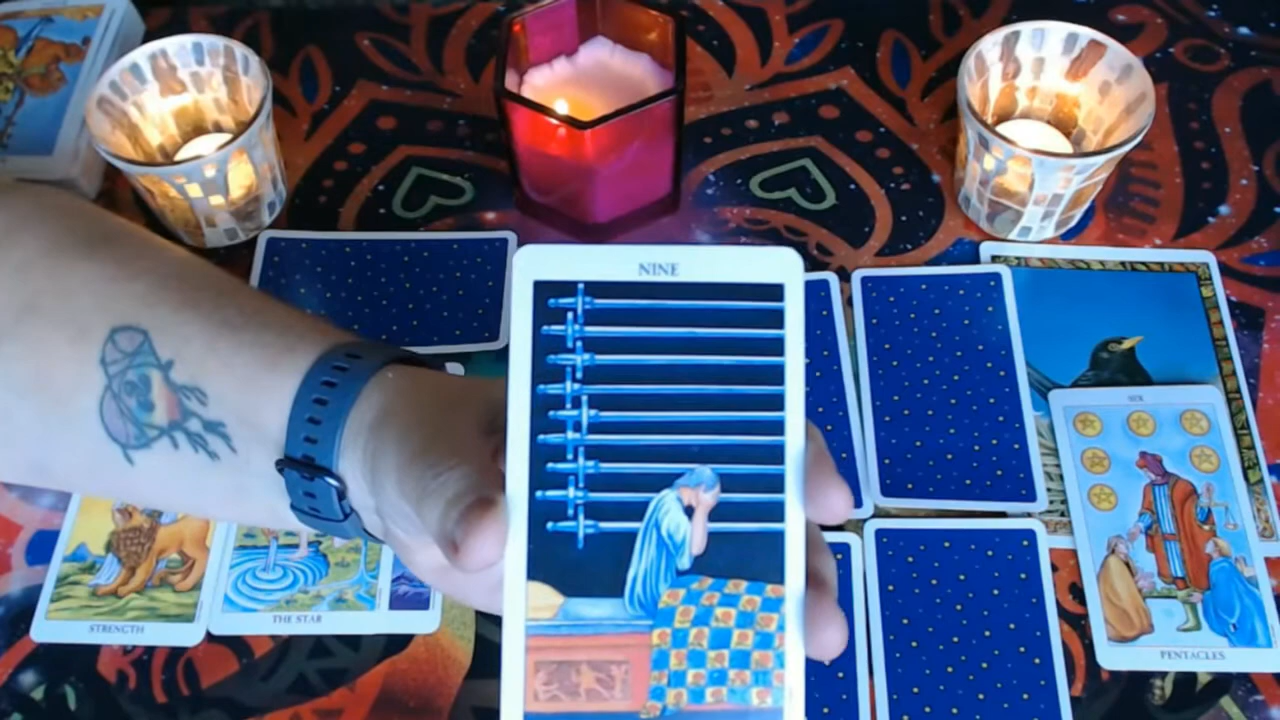 NINE
SIX
STRENGTH
THE STAR
PENTACLES